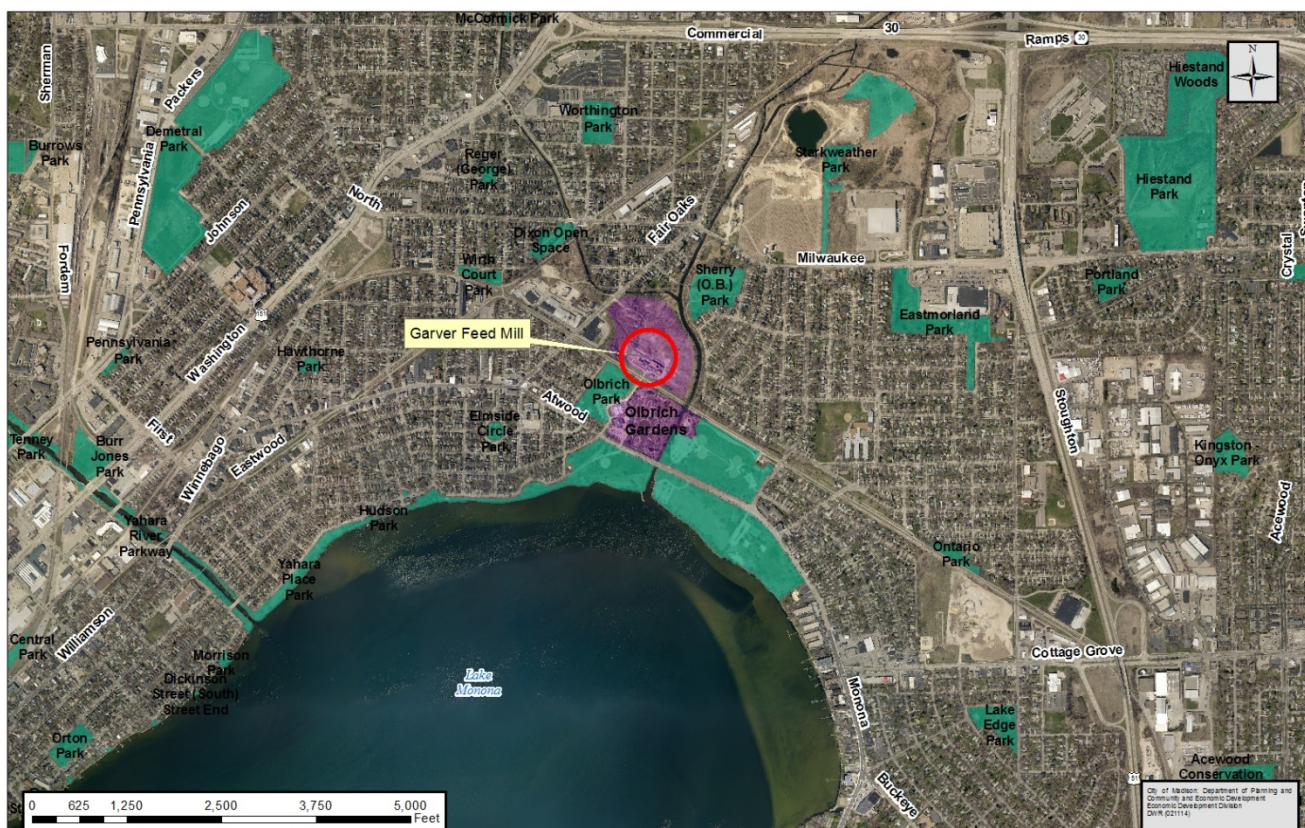 McCormick Park
Commercial
30
Ramps
30
Sherman
Packers
Hiestand
Woods
N
Worthington
Park
Demetral
Park
Burrows
Park
Pennsylvania
Reger
(George)
Park
Starkweather
Park
Hiestand
Park
North
Johnson
Fair Oaks
Dixon Open
Space
Fordem
Milwaukee
Crystal
Wirth
Court
Park
Sherry
(O.B.)
Park
Portland
Park
151
Eastmorland
Park
Garver Feed Mill
Washington
Pennsylvania
Park
Hawthorne
Park
Olbrich
Park
Atwood
Olbrich
Gardens
Elmside
Circle
Park
Stoughton
First
Eastwood
Winnebago
Tenney
Park
Burr
Jones
Park
Kingston
Onyx Park
Acewood
Hudson
Park
Yahara
River
Parkway
Ontario
Park
Yahara
Place
Park
Williamson
Central
Park
Cottage Grove
Morrison
Park
Dickinson
Street (South)
Street End
Lake
Monona
Monona
Lake
Edge
Park
Orton
Park
Acewood
Conservation
Buckeye
51
0 625 1,250 2,500 3,750 5,000
Feet
City of Madison: Department of Planning and
Community and Economic Development
Economic Development Division
DWR (021114)